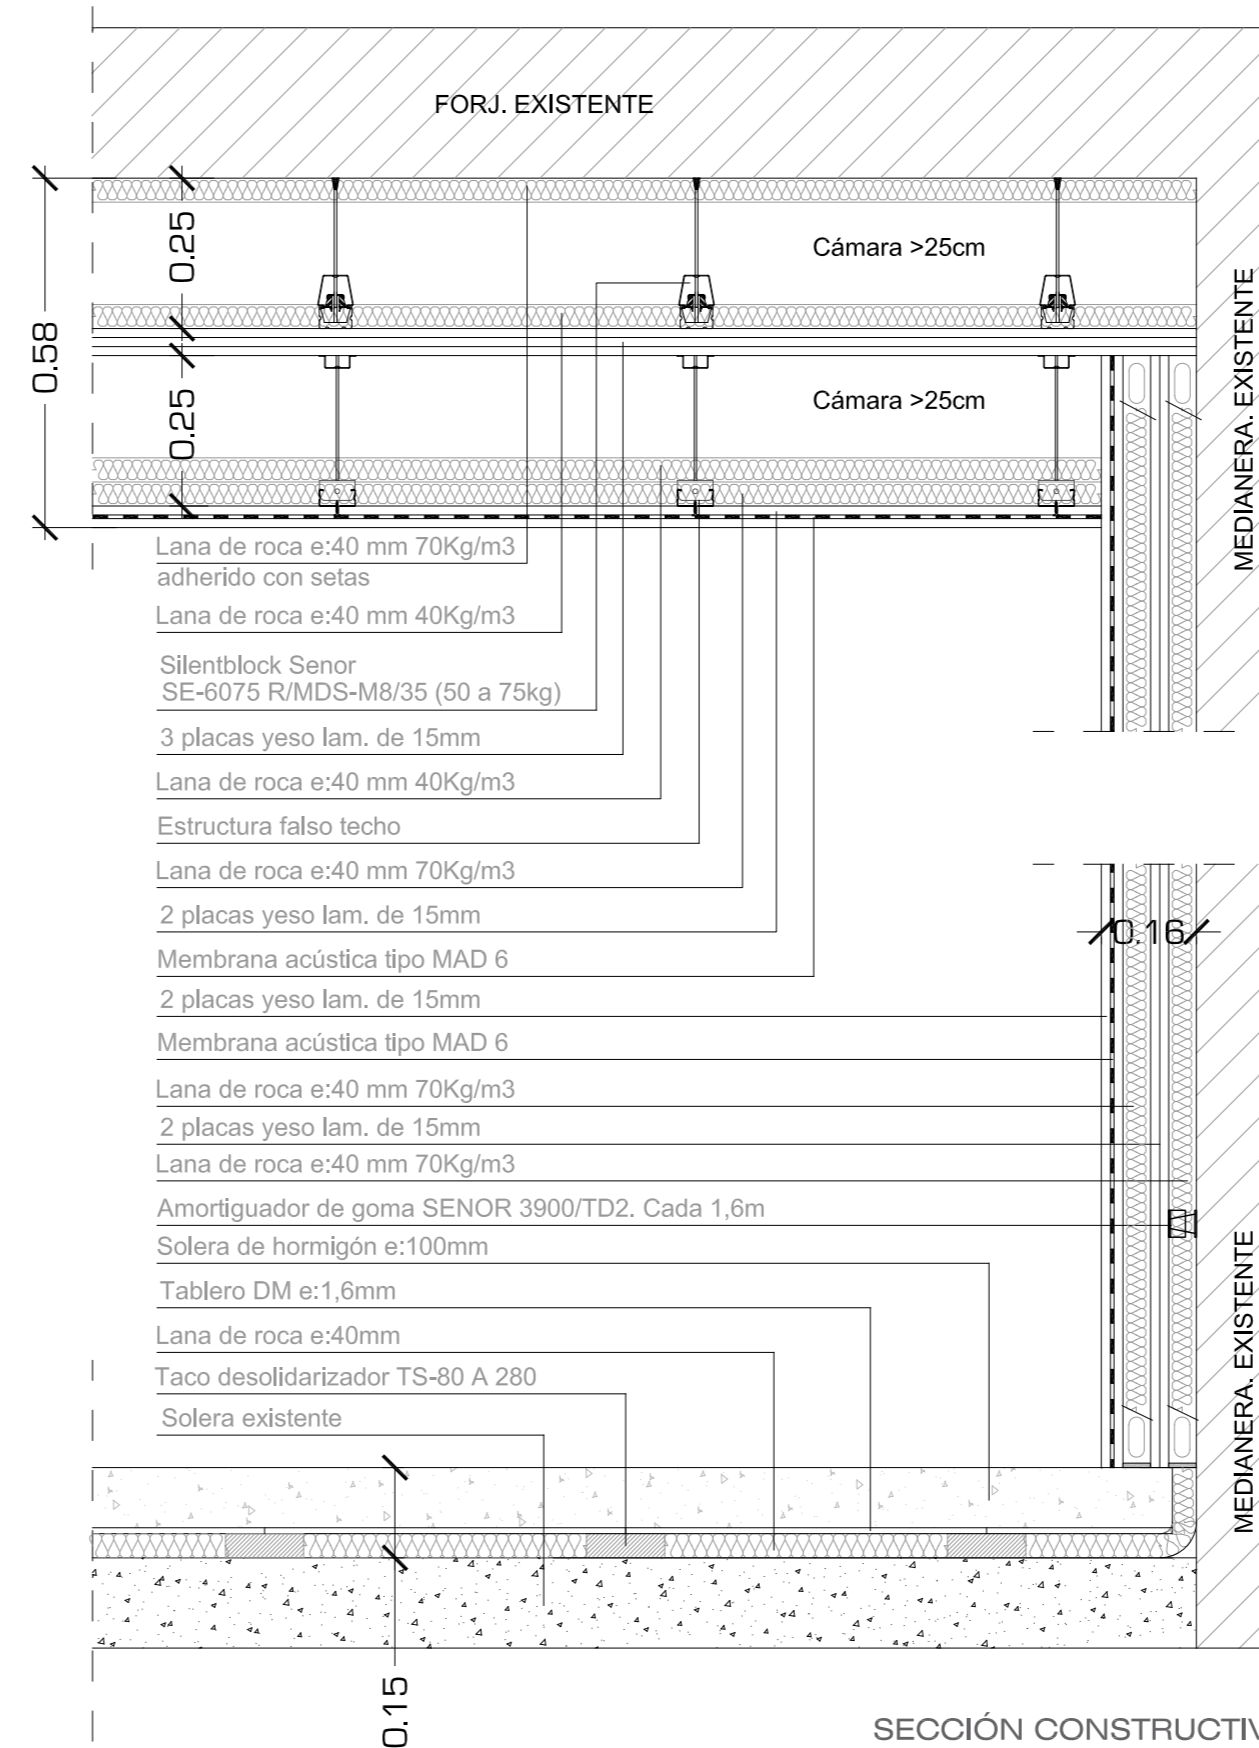 FORJ. EXISTENTE
0.25
Cámara >25cm
0.58
MEDIANERA. EXISTENTE
0.25
Cámara >25cm
Lana de roca e:40 mm 70Kg/m3
adherido con setas
Lana de roca e:40 mm 40Kg/m3
Silentblock Senor
SE-6075 R/MDS-M8/35 (50 a 75kg)
3 placas yeso lam. de 15mm
Lana de roca e:40 mm 40Kg/m3
Estructura falso techo
Lana de roca e:40 mm 70Kg/m3
2 placas yeso lam. de 15mm
0.16
Membrana acústica tipo MAD 6
2 placas yeso lam. de 15mm
Membrana acústica tipo MAD 6
Lana de roca e:40 mm 70Kg/m3
2 placas yeso lam. de 15mm
Lana de roca e:40 mm 70Kg/m3
Amortiguador de goma SENOR 3900/TD2. Cada 1,6m
Solera de hormigón e:100mm
Tablero DM e:1,6mm
Lana de roca e:40mm
Taco desolidarizador TS-80 A 280
Solera existente
MEDIANERA. EXISTENTE
0.15
SECCIÓN CONSTRUCTIV